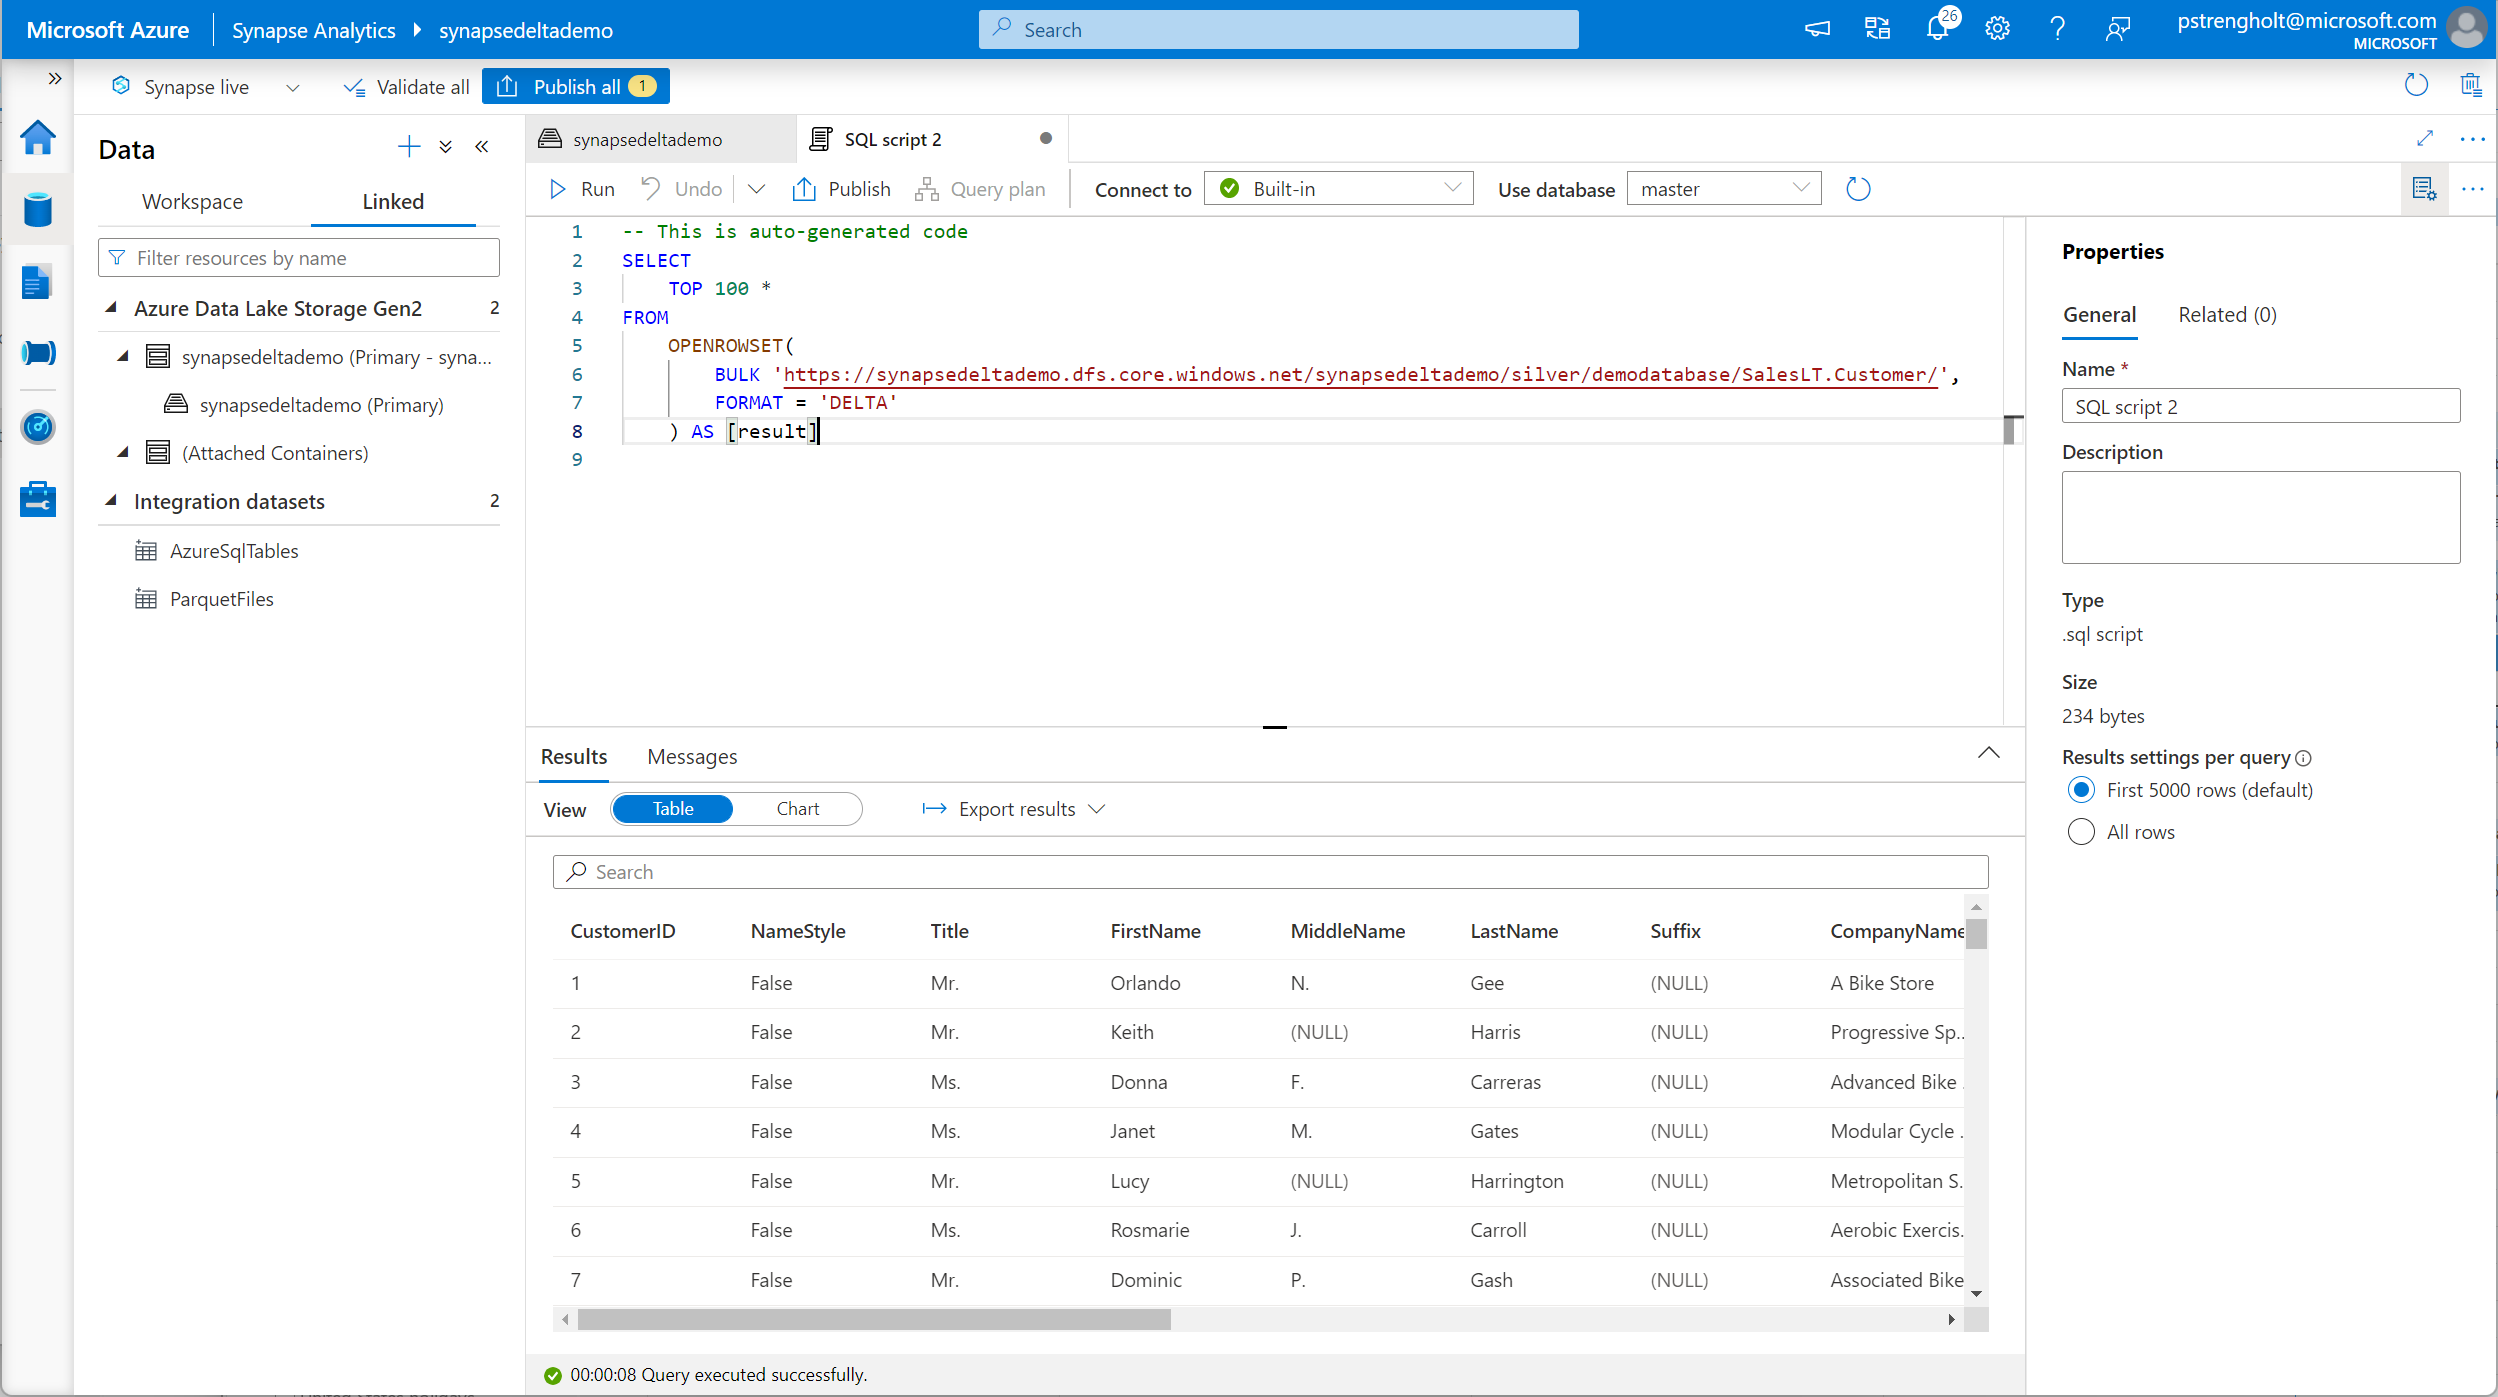 Microsoft Azure
Synapse Analytics
synapsedeltademo
Search
26
pstrengholt@microsoft.com
MICROSOFT
Synapse live
Validate all
Publish all 1
Data
Workspace
Linked
Filter resources by name
Azure Data Lake Storage Gen2 2
synapsedeltademo (Primary - syna...
synapsedeltademo (Primary)
(Attached Containers)
Integration datasets 2
AzureSqlTables
ParquetFiles
synapsedeltademo
SQL script 2
Run
Undo
Publish
Query plan
Connect to
Built-in
Use database
master
1 -- This is auto-generated code
2 SELECT
3 TOP 100 *
4 FROM
5 OPENROWSET(
6 BULK 'https://synapsedeltademo.dfs.core.windows.net/synapsedeltademo/silver/demodatabase/SalesLT.Customer/',
7 FORMAT = 'DELTA'
8 ) AS [result]
9
Results
Messages
View
Table
Chart
Export results
Search
CustomerID NameStyle Title FirstName MiddleName LastName Suffix CompanyName
1 False Mr. Orlando N. Gee (NULL) A Bike Store
2 False Mr. Keith (NULL) Harris (NULL) Progressive Sp..
3 False Ms. Donna F. Carreras (NULL) Advanced Bike .
4 False Ms. Janet M. Gates (NULL) Modular Cycle .
5 False Mr. Lucy (NULL) Harrington (NULL) Metropolitan S.
6 False Ms. Rosmarie J. Carroll (NULL) Aerobic Exercis.
7 False Mr. Dominic P. Gash (NULL) Associated Bike
00:00:08 Query executed successfully.
Properties
General
Related (0)
Name *
SQL script 2
Description
Type
.sql script
Size
234 bytes
Results settings per query
First 5000 rows (default)
All rows